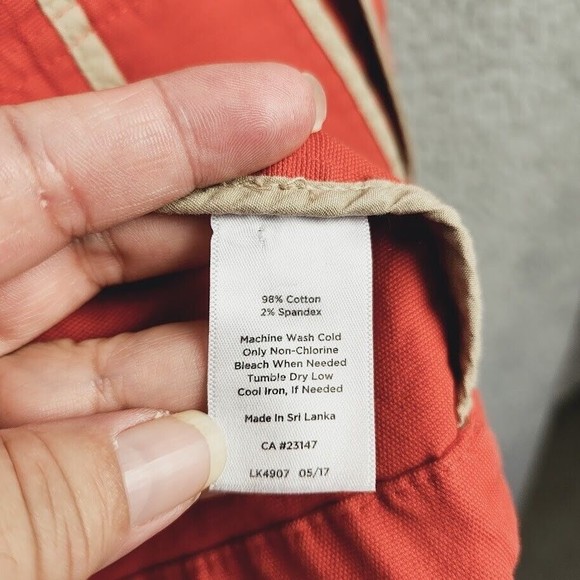 98% Cotton
2% Spandex
Machine Wash Cold
Only Non-Chlorine
Bleach When Needed
Tumble Dry Low
Cool Iron, If Needed
Made In Sri Lanka
CA #23147
LK4907 05/17